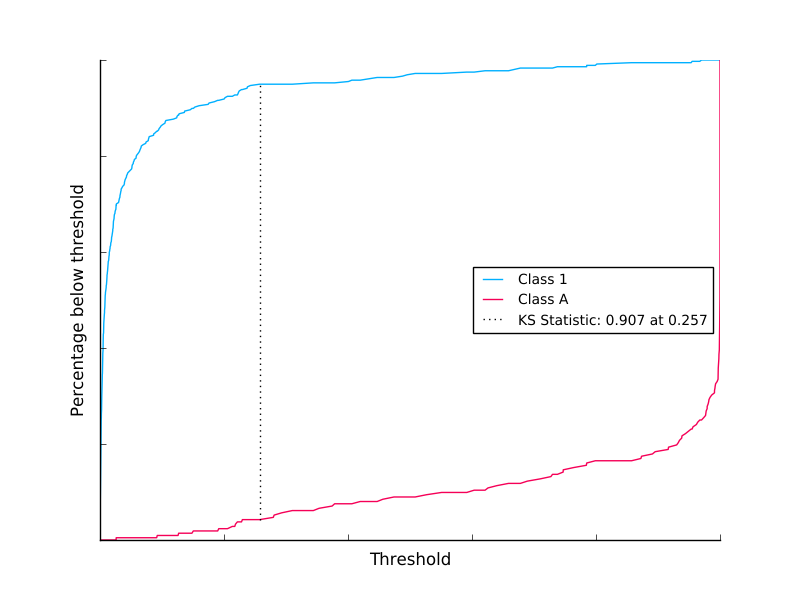 Percentage below threshold
Class 1
Class A
KS Statistic: 0.907 at 0.257
Threshold